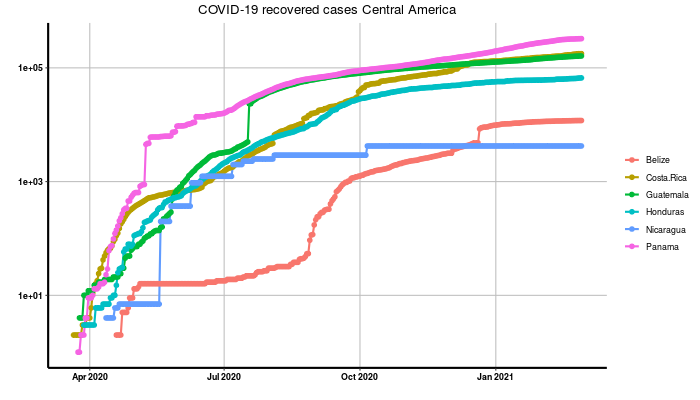 COVID-19 recovered cases Central America
1e+05
1e+03
1e+01
Apr 2020
Jul 2020
Oct 2020
Jan 2021
Belize
Costa.Rica
Guatemala
Honduras
Nicaragua
Panama